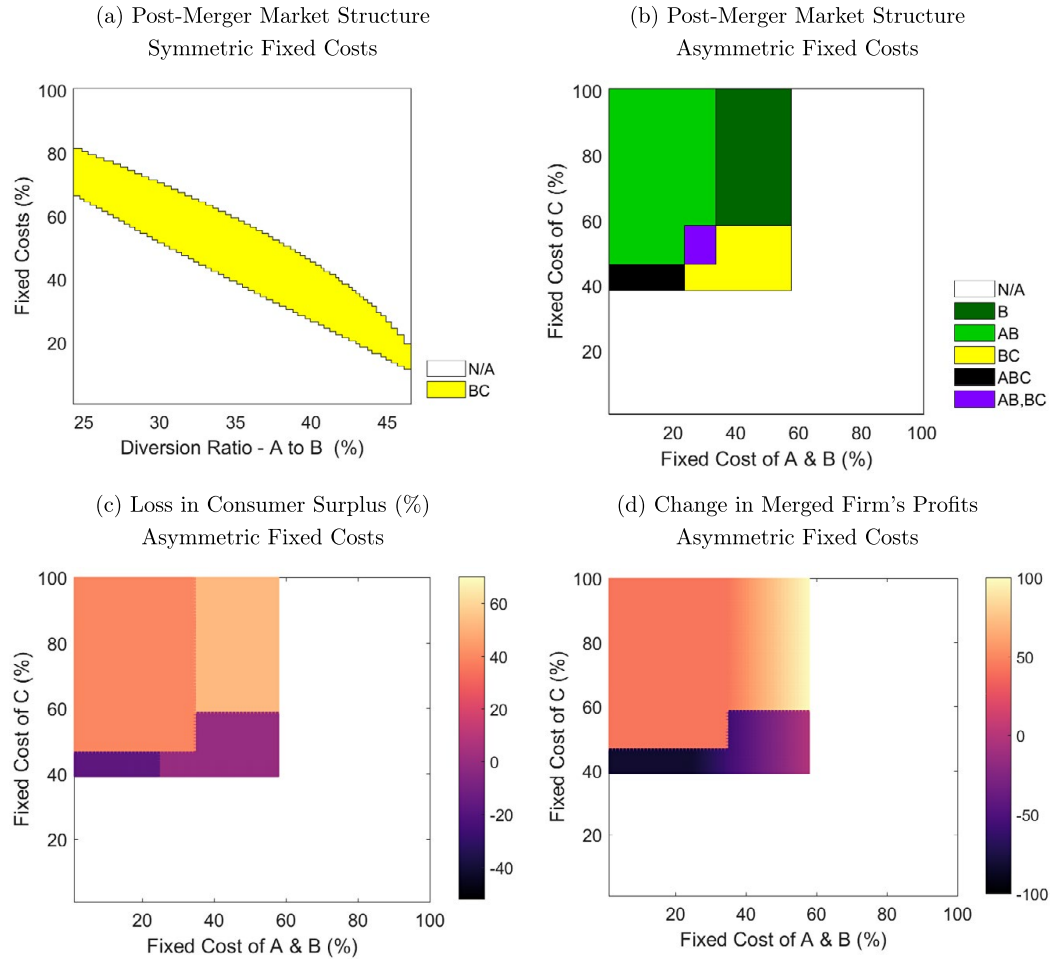 (a) Post-Merger Market Structure
Symmetric Fixed Costs
100
80
60
40
20
Fixed Costs (%)
25 30 35 40 45
Diversion Ratio - A to B (%)
N/A
BC
(b) Post-Merger Market Structure
Asymmetric Fixed Costs
100
80
60
40
20
Fixed Cost of C (%)
20 40 60 80 100
Fixed Cost of A & B (%)
N/A
B
AB
BC
ABC
AB,BC
(c) Loss in Consumer Surplus (%)
Asymmetric Fixed Costs
100
80
60
40
20
Fixed Cost of C (%)
20 40 60 80 100
Fixed Cost of A & B (%)
60
40
20
0
-20
-40
(d) Change in Merged Firm's Profits
Asymmetric Fixed Costs
100
80
60
40
20
Fixed Cost of C (%)
20 40 60 80 100
Fixed Cost of A & B (%)
100
50
0
-50
-100